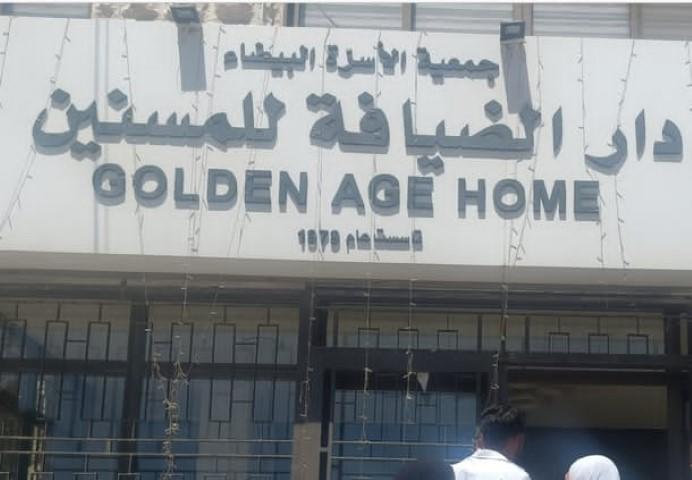 جمعية الأسرة البيضاء
دار الضيافة للمسنين
GOLDEN AGE HOME
تأسست عام 1979